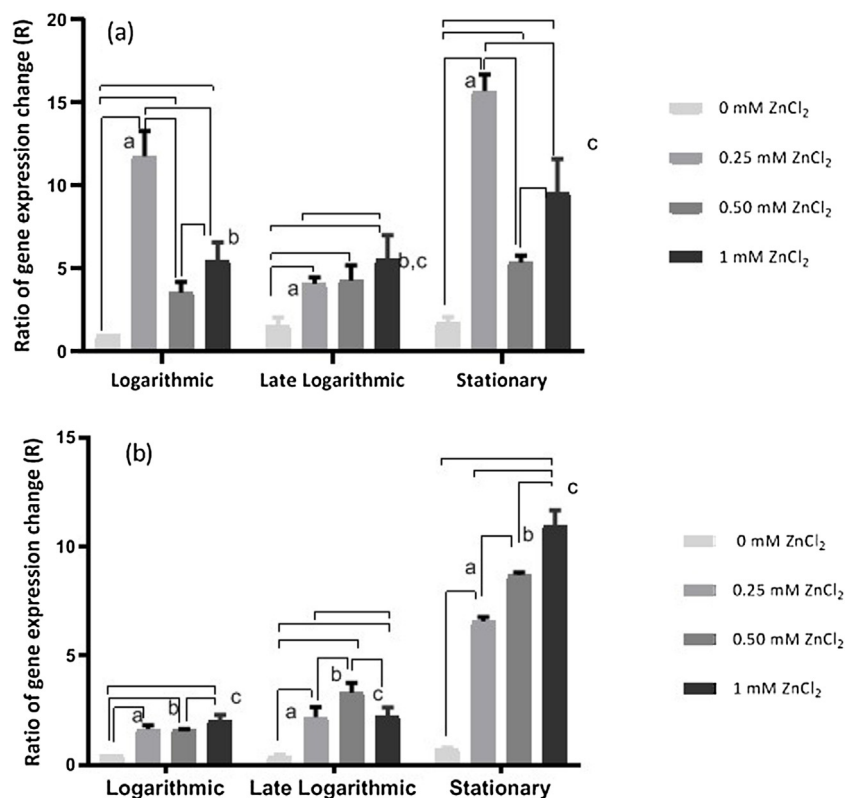 (a)
Ratio of gene expression change (R)
20
15
10
5
0
a
b
a
b,c
a
c
Logarithmic
Late Logarithmic
Stationary
0 mM ZnCl₂
0.25 mM ZnCl₂
0.50 mM ZnCl₂
1 mM ZnCl₂
(b)
Ratio of gene expression change (R)
15
10
5
0
a
b
c
a
b
c
a
b
c
Logarithmic
Late Logarithmic
Stationary
0 mM ZnCl₂
0.25 mM ZnCl₂
0.50 mM ZnCl₂
1 mM ZnCl₂